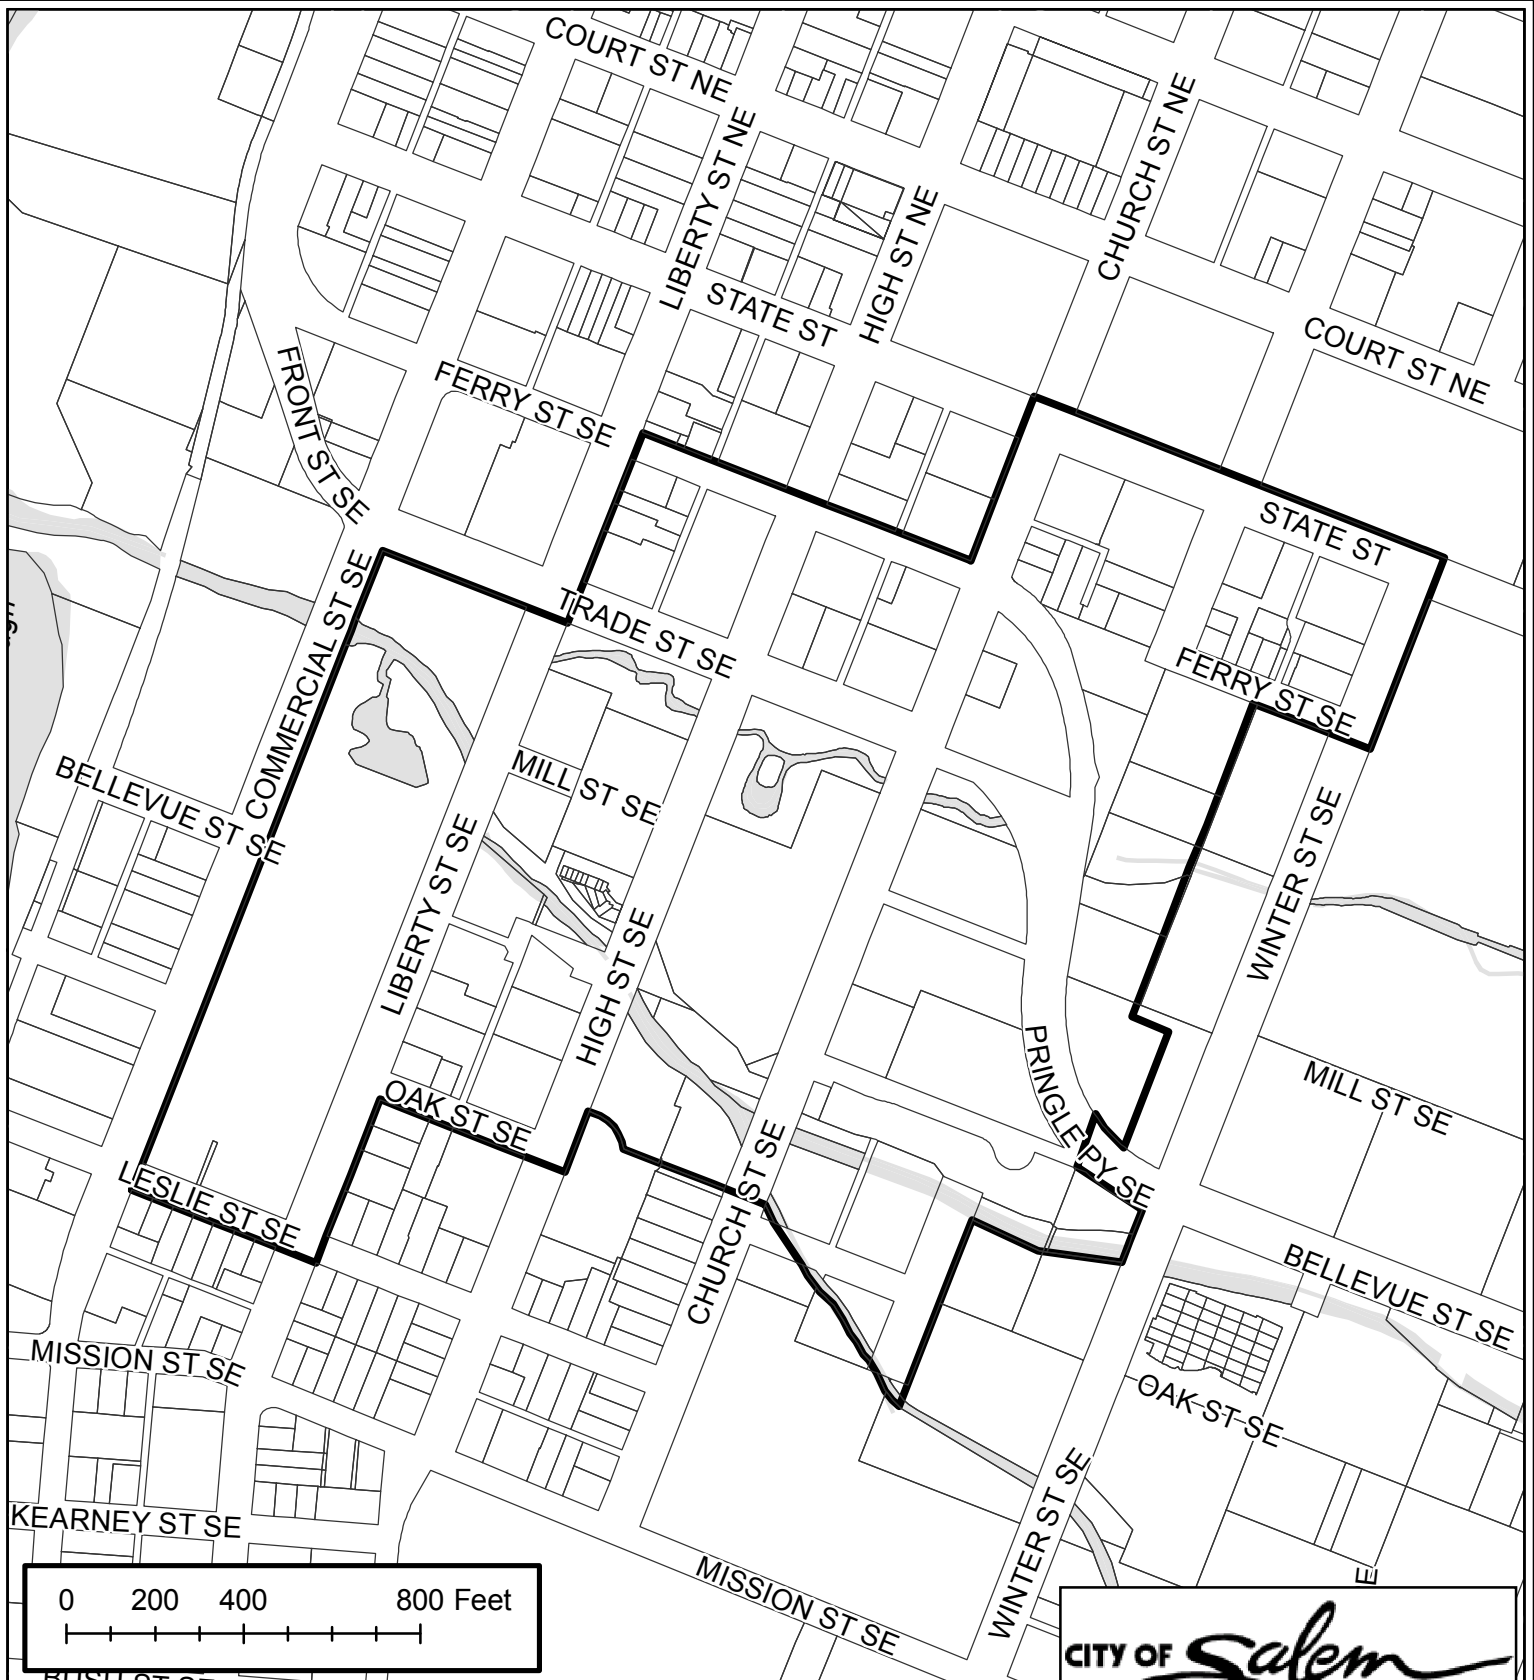 COURT ST NE
LIBERTY ST NE
CHURCH ST NE
HIGH ST NE
STATE ST
COURT ST NE
FRONT ST SE
FERRY ST SE
STATE ST
COMMERCIAL ST SE
TRADE ST SE
FERRY ST SE
BELLEVUE ST SE
MILL ST SE
LIBERTY ST SE
WINTER ST SE
HIGH ST SE
PRINGLE PY SE
MILL ST SE
OAK ST SE
LESLIE ST SE
CHURCH ST SE
BELLEVUE ST SE
MISSION ST SE
OAK ST SE
KEARNEY ST SE
WINTER ST SE
MISSION ST SE
E
0 200 400 800 Feet
CITY OF Salem